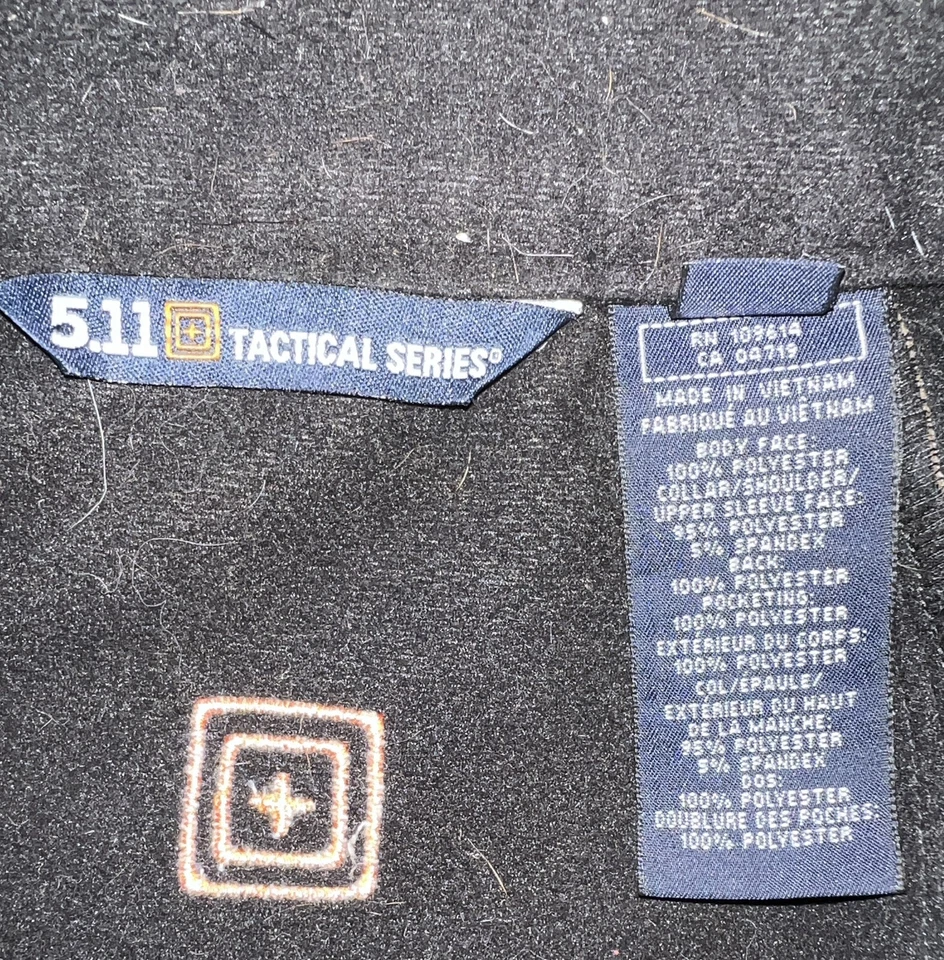 5.11 TACTICAL SERIES®
RN 109614
CA 04719
MADE IN VIETNAM
FABRIQUÉ AU VIÊTNAM
BODY FACE:
100% POLYESTER
COLLAR/SHOULDER/
UPPER SLEEVE FACE:
95% POLYESTER
5% SPANDEX
BACK:
100% POLYESTER
POCKETING:
100% POLYESTER
EXTÉRIEUR DU CORPS:
100% POLYESTER
COL/ÉPAULE/
EXTÉRIEUR DU HAUT
DE LA MANCHE:
95% POLYESTER
5% SPANDEX
DOS:
100% POLYESTER
DOUBLURE DES POCHES:
100% POLYESTER